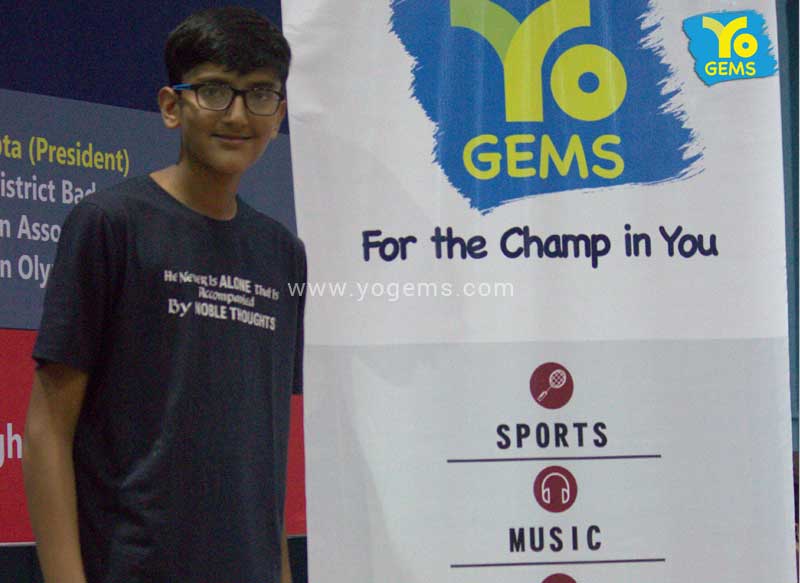 Yo
GEMS
Yo
GEMS
ota (President)
istrict Bad
n Asso
n Oly
For the Champ in You
He Never Is ALONE That Is
Accompanied
By NOBLE THOUGHTS
www.yogems.com
SPORTS
MUSIC
gh